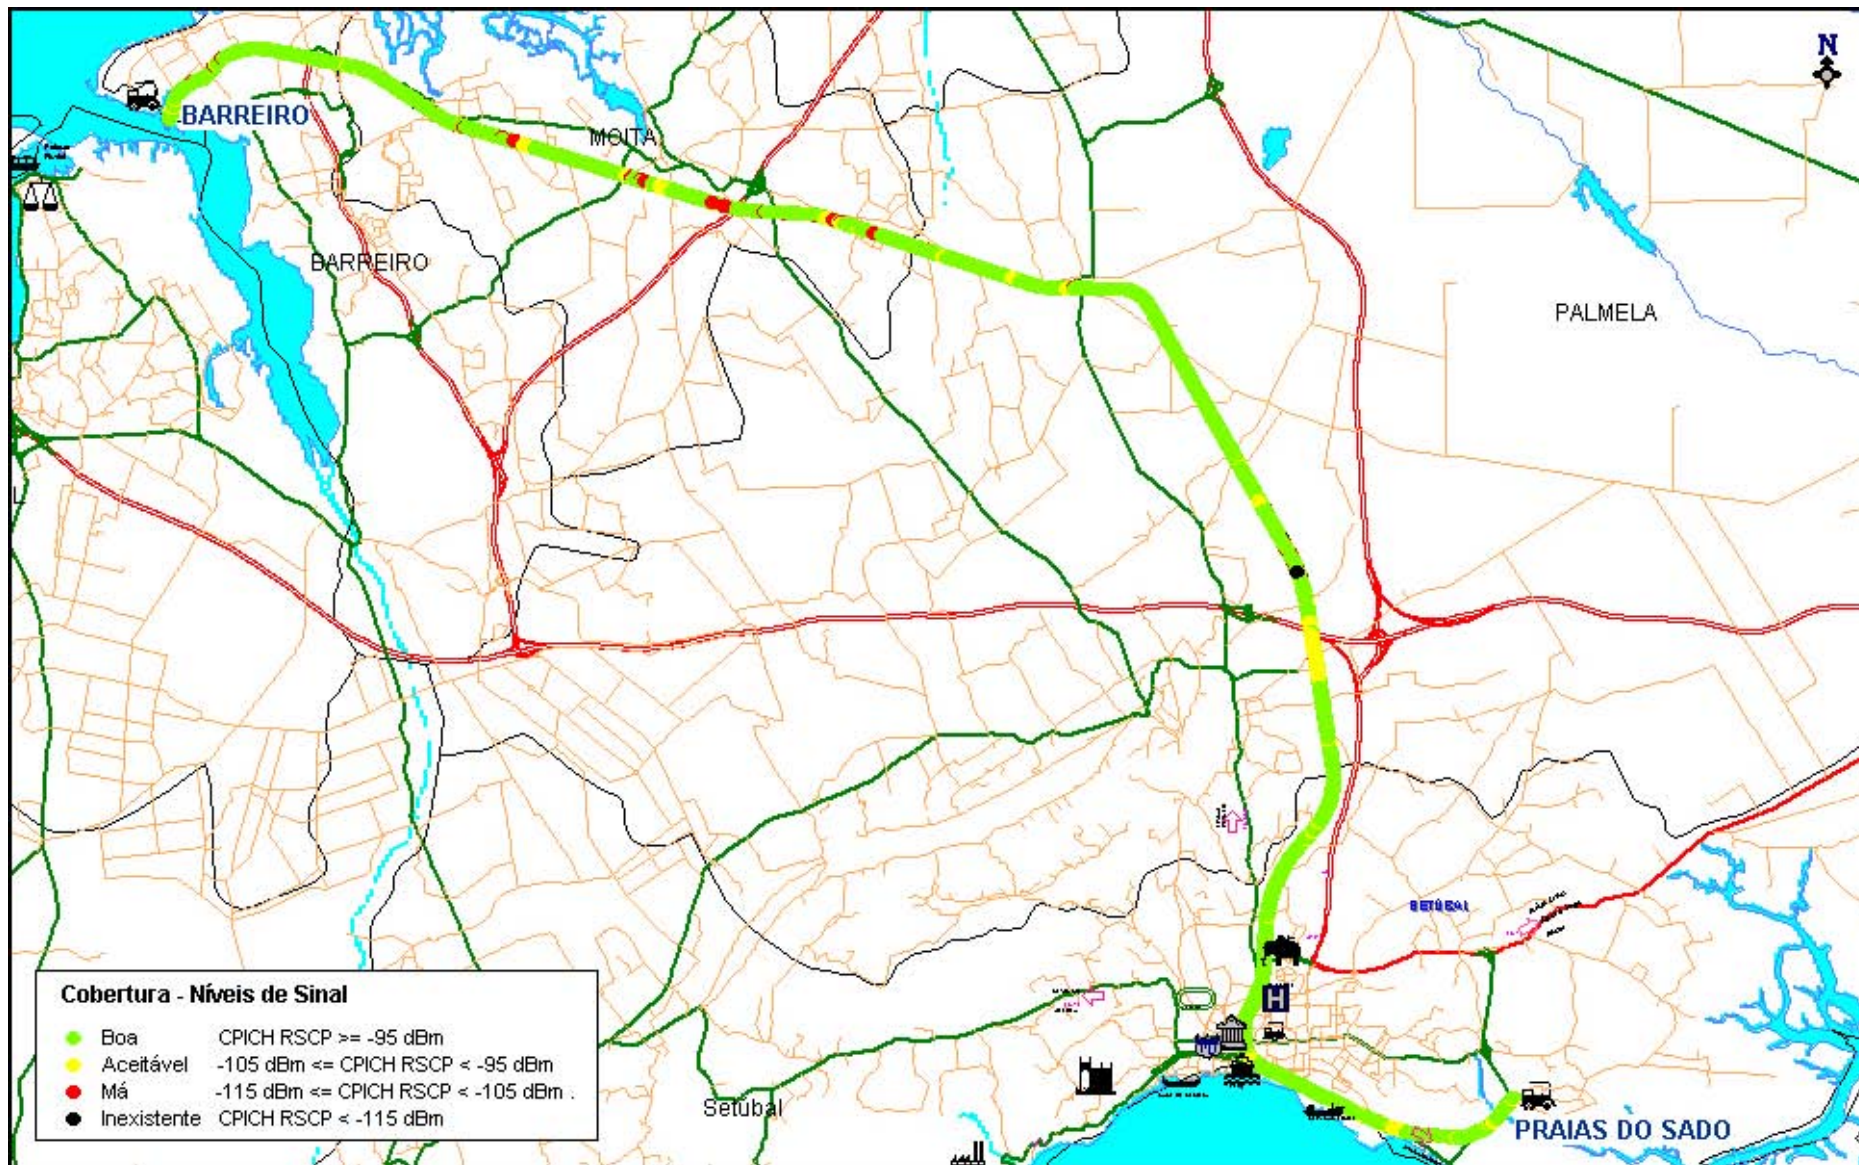 N
BARREIRO
MOITA
BARREIRO
PALMELA
SETÚBAL
H
Setúbal
PRAIAS DO SADO
Cobertura - Níveis de Sinal
Boa CPICH RSCP >= -95 dBm
Aceitável -105 dBm <= CPICH RSCP < -95 dBm
Má -115 dBm <= CPICH RSCP < -105 dBm .
Inexistente CPICH RSCP < -115 dBm